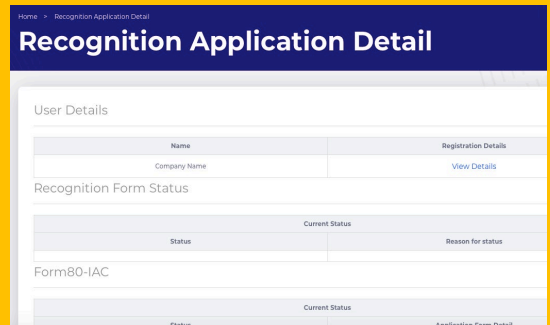 Home > Recognition Application Detail
Recognition Application Detail
User Details
Name Registration Details
Company Name View Details
Recognition Form Status
Current Status
Status Reason for status
Form80-IAC
Current Status
Status Application Form Detail